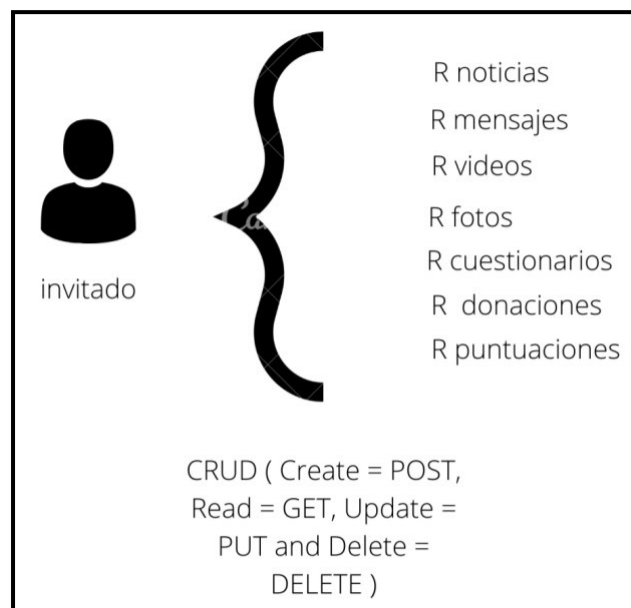 R noticias
R mensajes
R videos
R fotos
invitado
R cuestionarios
R donaciones
R puntuaciones
CRUD ( Create = POST,
Read = GET, Update =
PUT and Delete =
DELETE )